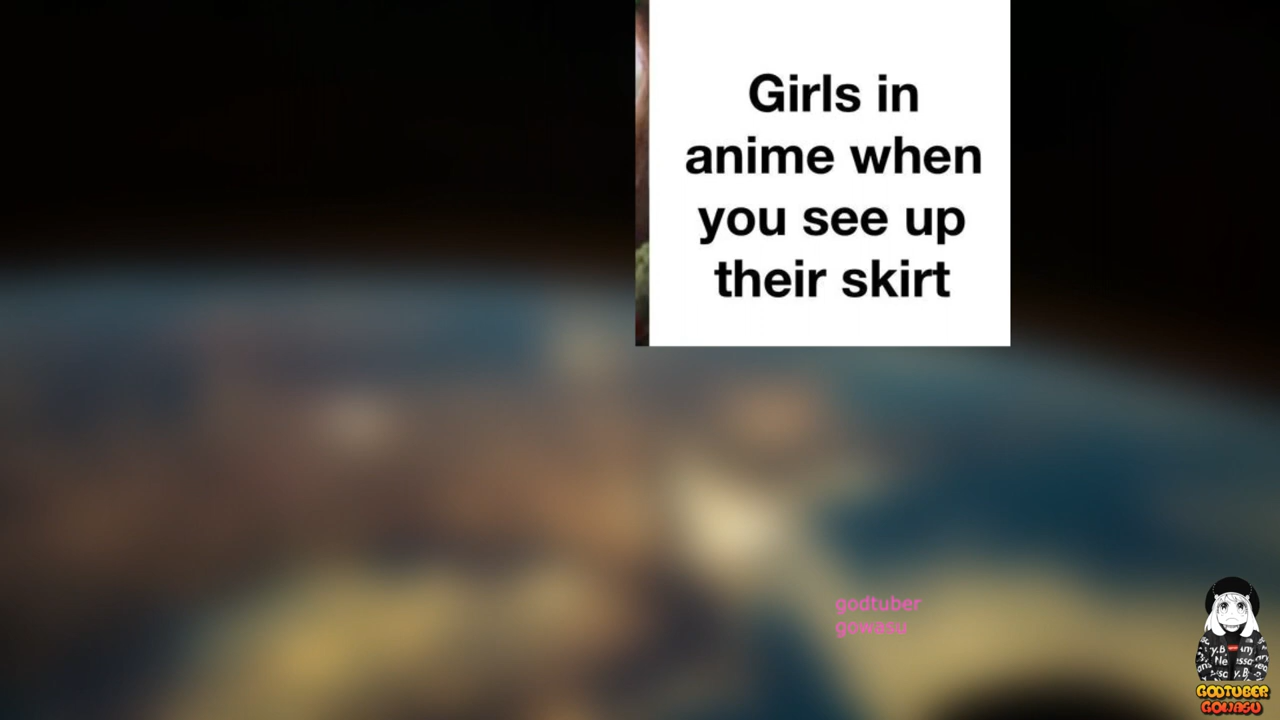 Girls in
anime when
you see up
their skirt
godtuber
gowasu
GODTUBER
GOWASU